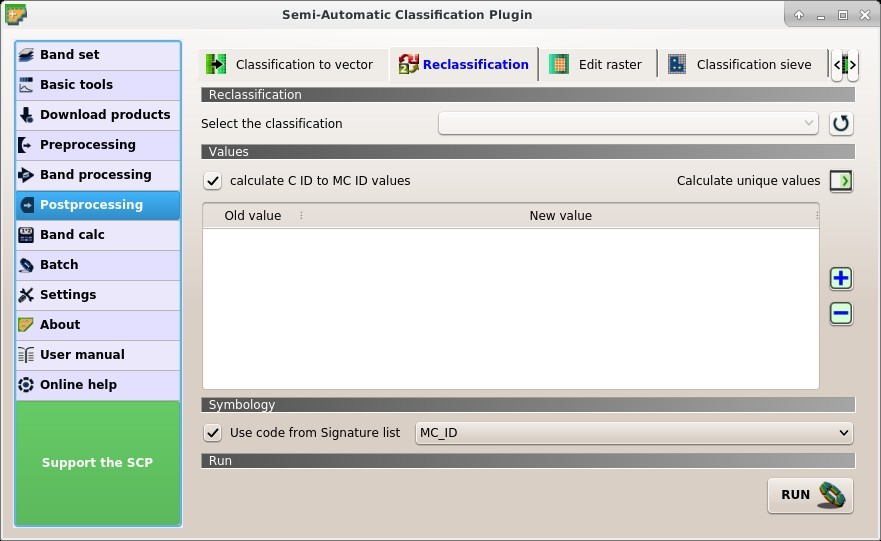 Semi-Automatic Classification Plugin
Band set
Basic tools
Download products
Preprocessing
Band processing
Postprocessing
Band calc
Batch
Settings
About
User manual
Online help
Support the SCP
Classification to vector
Reclassification
Edit raster
Classification sieve
Reclassification
Select the classification
Values
calculate C ID to MC ID values
Calculate unique values
Old value
New value
Symbology
Use code from Signature list
MC_ID
Run
RUN